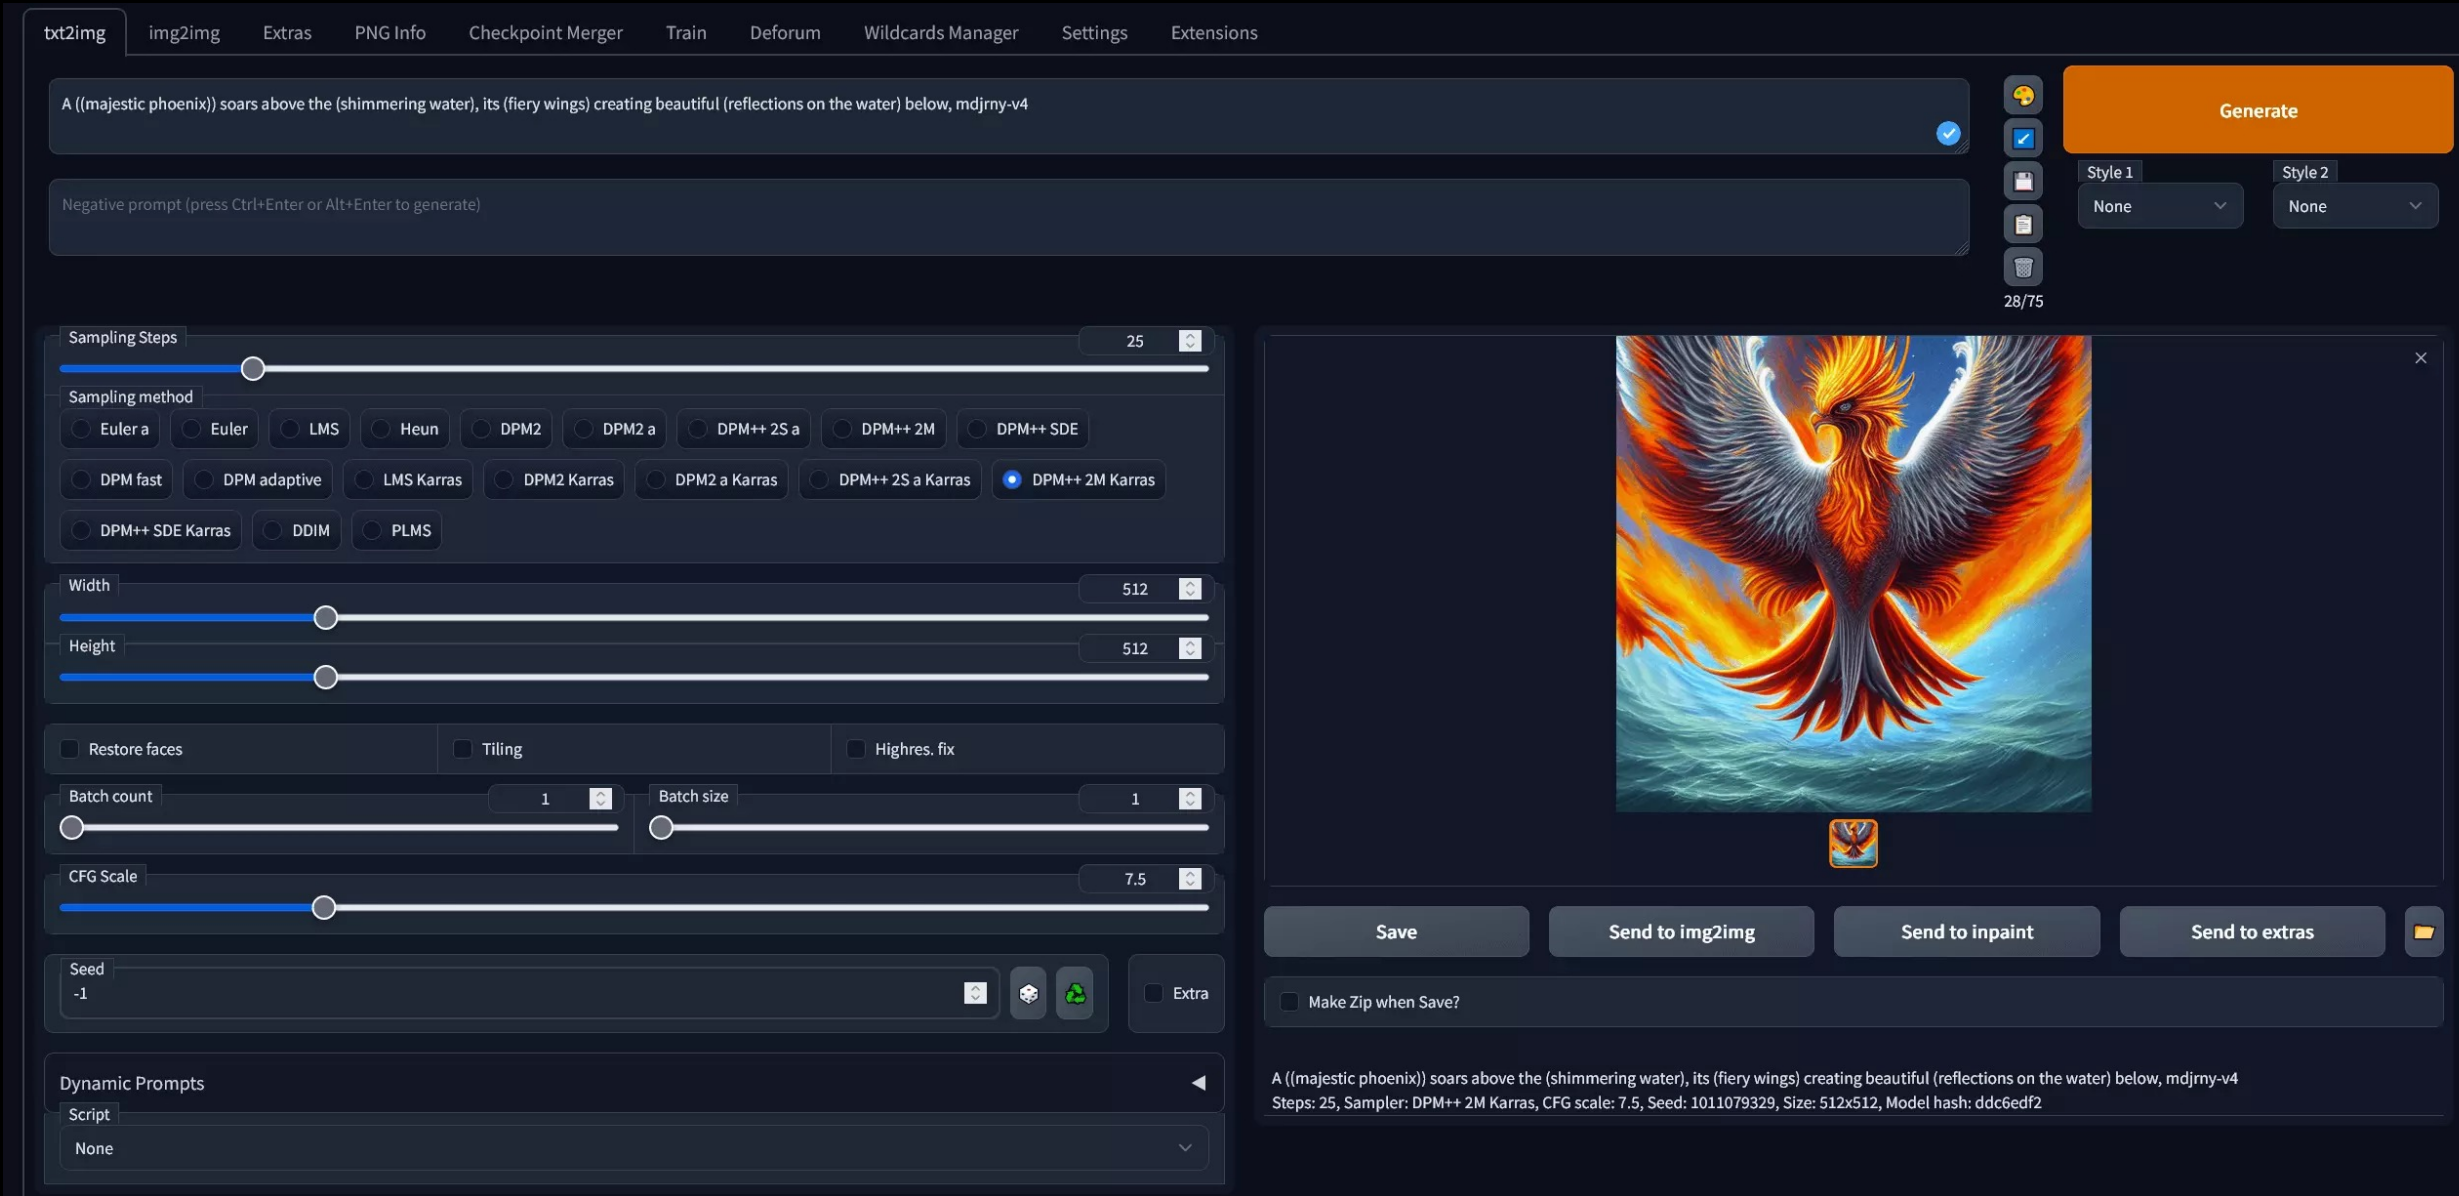 txt2img img2img Extras PNG Info Checkpoint Merger Train Deforum Wildcards Manager Settings Extensions
A ((majestic phoenix)) soars above the (shimmering water), its (fiery wings) creating beautiful (reflections on the water) below, mdjrny-v4
Generate
Negative prompt (press Ctrl+Enter or Alt+Enter to generate)
Style 1 Style 2
None None
28/75
Sampling Steps 25
Sampling method
Euler a Euler LMS Heun DPM2 DPM2 a DPM++ 2S a DPM++ 2M DPM++ SDE
DPM fast DPM adaptive LMS Karras DPM2 Karras DPM2 a Karras DPM++ 2S a Karras DPM++ 2M Karras
DPM++ SDE Karras DDIM PLMS
Width 512
Height 512
Restore faces Tiling Highres. fix
Batch count 1 Batch size 1
CFG Scale 7.5
Seed
-1
Extra
Dynamic Prompts
Script
None
Save Send to img2img Send to inpaint Send to extras
Make Zip when Save?
A ((majestic phoenix)) soars above the (shimmering water), its (fiery wings) creating beautiful (reflections on the water) below, mdjrny-v4
Steps: 25, Sampler: DPM++ 2M Karras, CFG scale: 7.5, Seed: 1011079329, Size: 512x512, Model hash: ddc6edf2